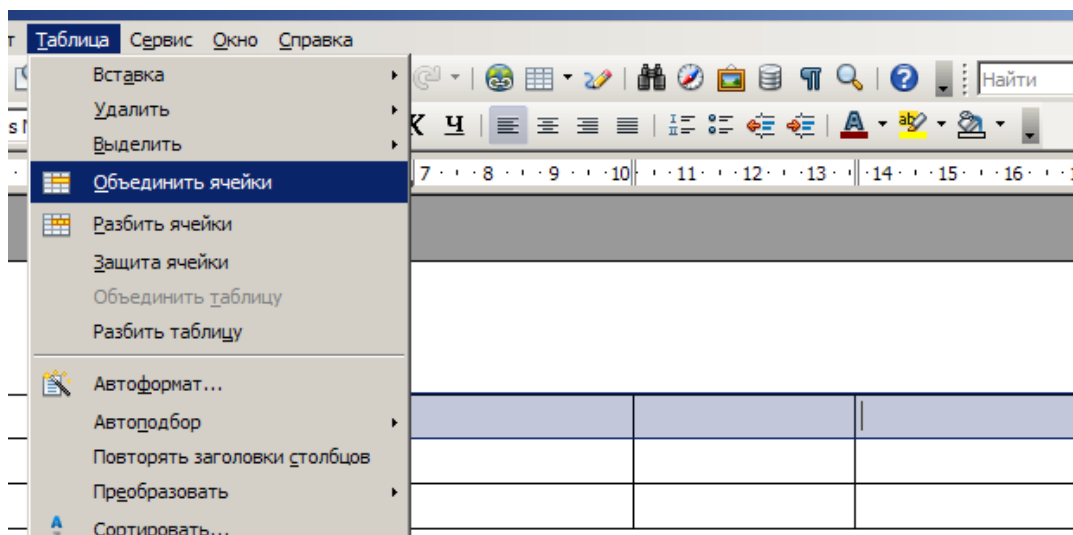 т Таблица Сервис Окно Справка
Вставка
Найти
Удалить
К Ч
Выделить
7 8 9 10 11 12 13 14 15 16
Объединить ячейки
Разбить ячейки
Защита ячейки
Объединить таблицу
Разбить таблицу
Автоформат...
Автоподбор
Повторять заголовки столбцов
Преобразовать
Сортировать...